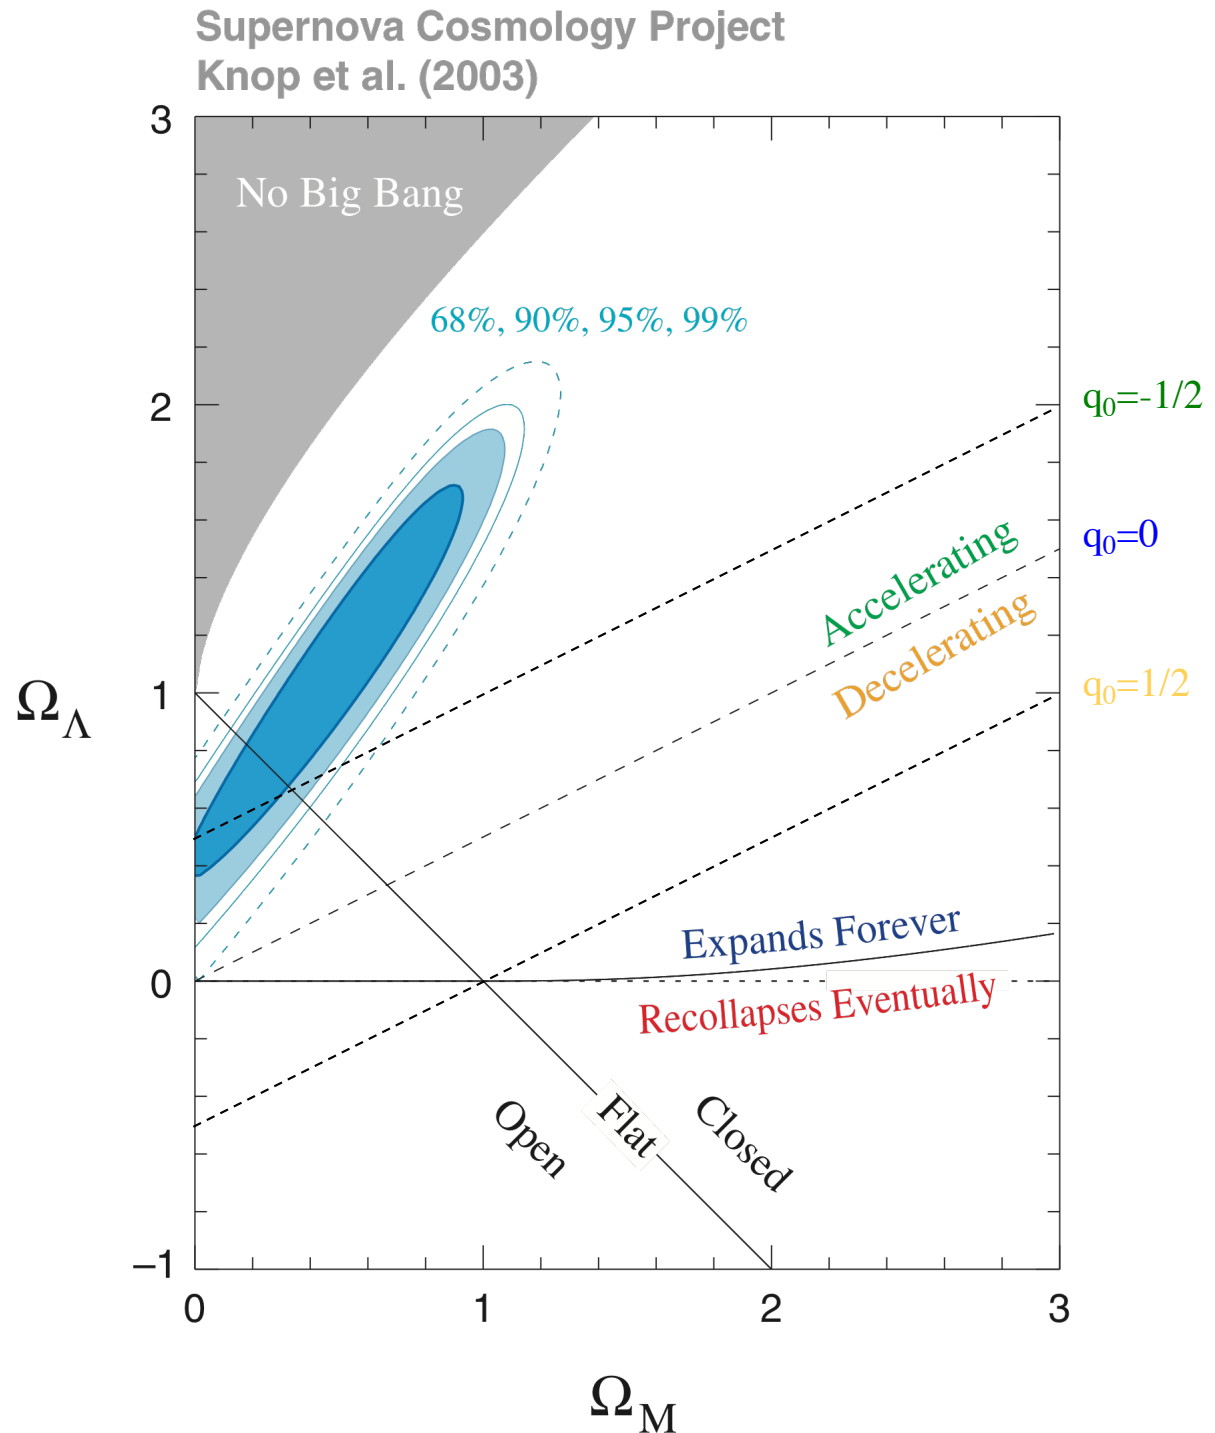 Supernova Cosmology Project
Knop et al. (2003)
3
No Big Bang
68%, 90%, 95%, 99%
2
q₀=-1/2
q₀=0
Accelerating
Decelerating
1
q₀=1/2
Ω_Λ
Expands Forever
0
Recollapses Eventually
Open
Flat
Closed
−1
0 1 2 3
Ω_M